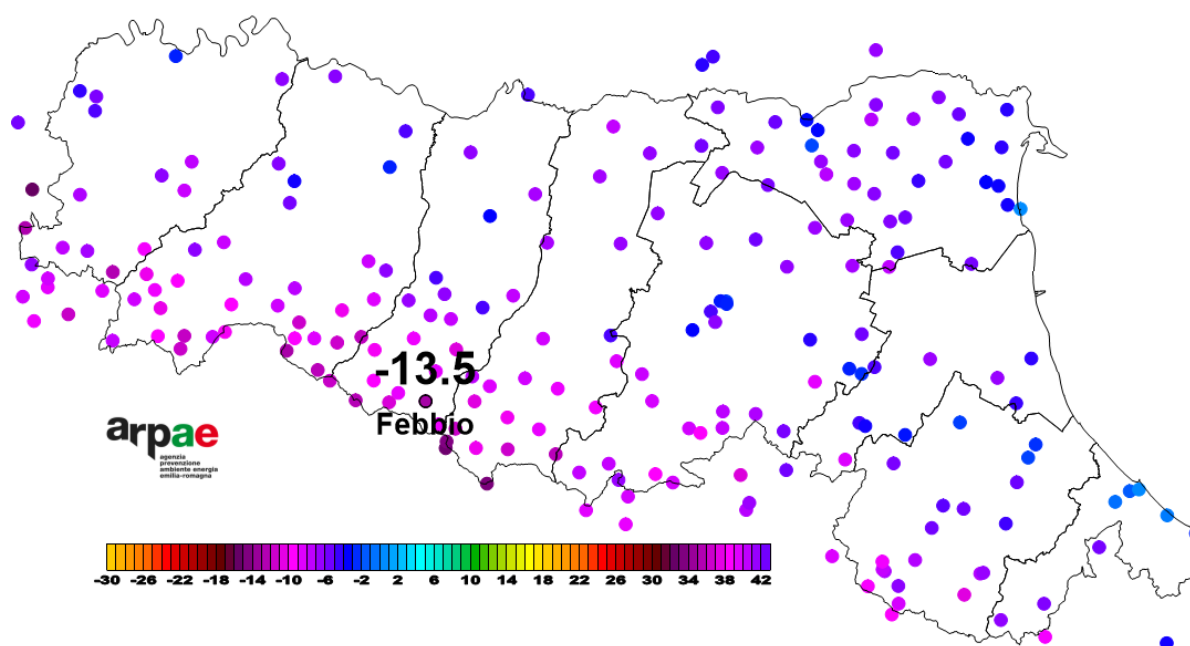 -13.5
Febbio
arpae
agenzia
prevenzione
ambiente energia
emilia-romagna
-30 -26 -22 -18 -14 -10 -6 -2 2 6 10 14 18 22 26 30 34 38 42